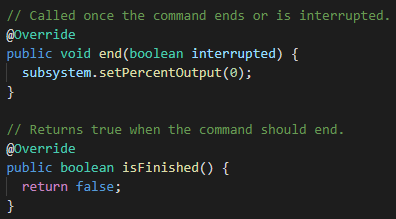 // Called once the command ends or is interrupted.
@Override
public void end(boolean interrupted) {
  subsystem.setPercentOutput(0);
}

// Returns true when the command should end.
@Override
public boolean isFinished() {
  return false;
}